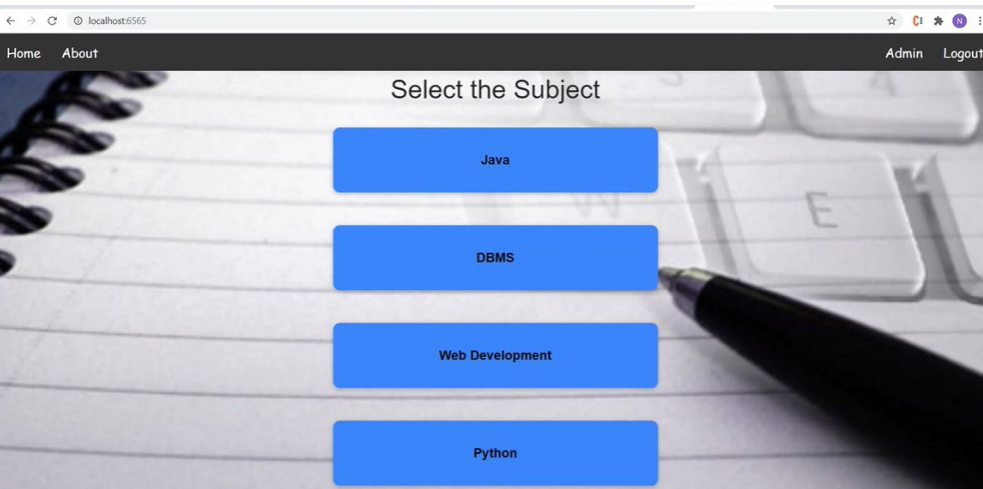 localhost:6565
N
Home About Admin Logout
Select the Subject
Java
W
E
DBMS
Web Development
Python